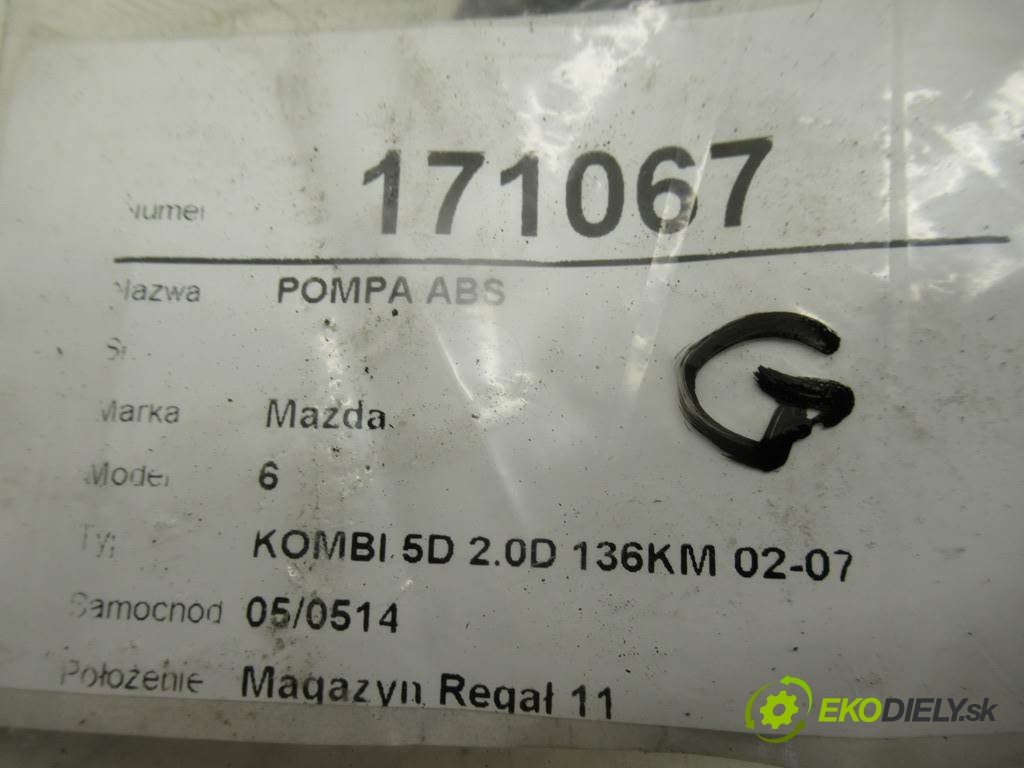 Numer 171067
Nazwa POMPA ABS
G
Marka Mazda
Model 6
Typ KOMBI 5D 2.0D 136KM 02-07
Samochod 05/0514
Położenie Magazyn Regał 11
EKODIELY.sk